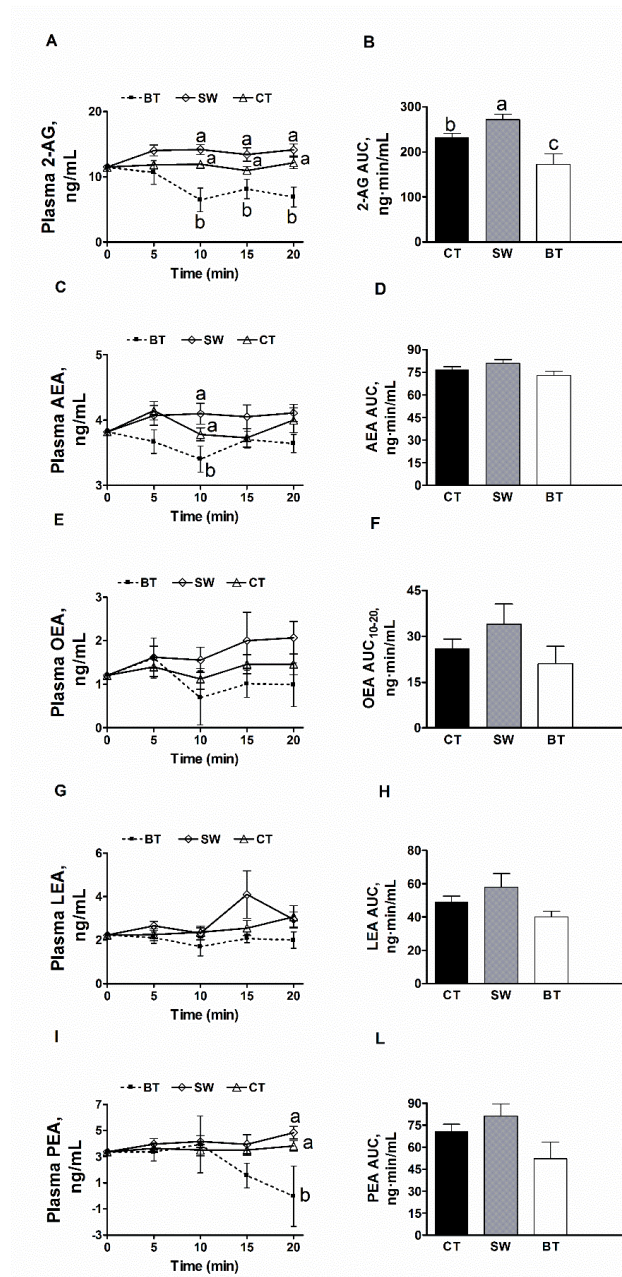 A
BT SW CT
Plasma 2-AG,
ng/mL
20
10
0
a a a a
a a a
b b b
0 5 10 15 20
Time (min)
B
2-AG AUC,
ng·min/mL
300
200
100
0
b a c
CT SW BT
C
BT SW CT
Plasma AEA,
ng/mL
5
4
3
a
a
b
0 5 10 15 20
Time (min)
D
AEA AUC,
ng·min/mL
90
75
60
45
30
15
0
CT SW BT
E
BT SW CT
Plasma OEA,
ng/mL
3
2
1
0
0 5 10 15 20
Time (min)
F
OEA AUC10-20,
ng·min/mL
45
30
15
0
CT SW BT
G
BT SW CT
Plasma LEA,
ng/mL
6
4
2
0
0 5 10 15 20
Time (min)
H
LEA AUC,
ng·min/mL
80
60
40
20
0
CT SW BT
I
BT SW CT
Plasma PEA,
ng/mL
7
5
3
1
-1
-3
a
a
b
0 5 10 15 20
Time (min)
L
PEA AUC,
ng·min/mL
90
75
60
45
30
15
0
CT SW BT